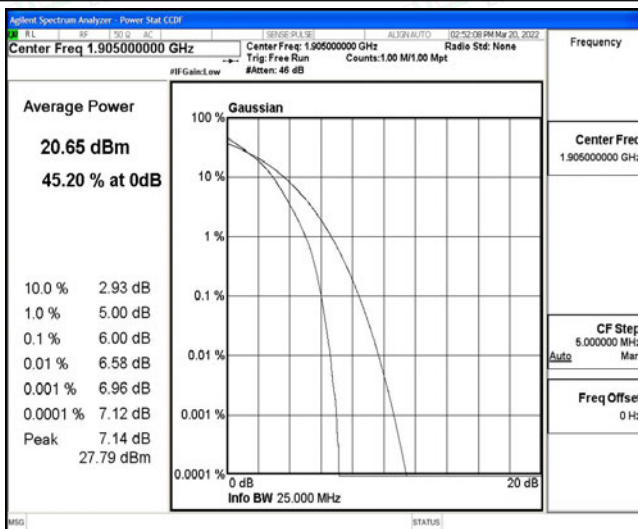 Agilent Spectrum Analyzer - Power Stat CCDF
RL RF 50 Ω AC SENSE:PULSE ALIGN AUTO 02:52:08 PM Mar 20, 2022
Center Freq 1.905000000 GHz
Center Freq: 1.905000000 GHz Radio Std: None
Trig: Free Run Counts:1.00 M/1.00 Mpt
#IFGain:Low #Atten: 46 dB
Frequency
Average Power
20.65 dBm
45.20 % at 0dB
10.0 % 2.93 dB
1.0 % 5.00 dB
0.1 % 6.00 dB
0.01 % 6.58 dB
0.001 % 6.96 dB
0.0001 % 7.12 dB
Peak 7.14 dB
27.79 dBm
Gaussian
100 %
10 %
1 %
0.1 %
0.01 %
0.001 %
0.0001 %
0 dB 20 dB
Info BW 25.000 MHz
Center Freq
1.905000000 GHz
CF Step
5.000000 MHz
Auto Man
Freq Offset
0 Hz
MSG STATUS